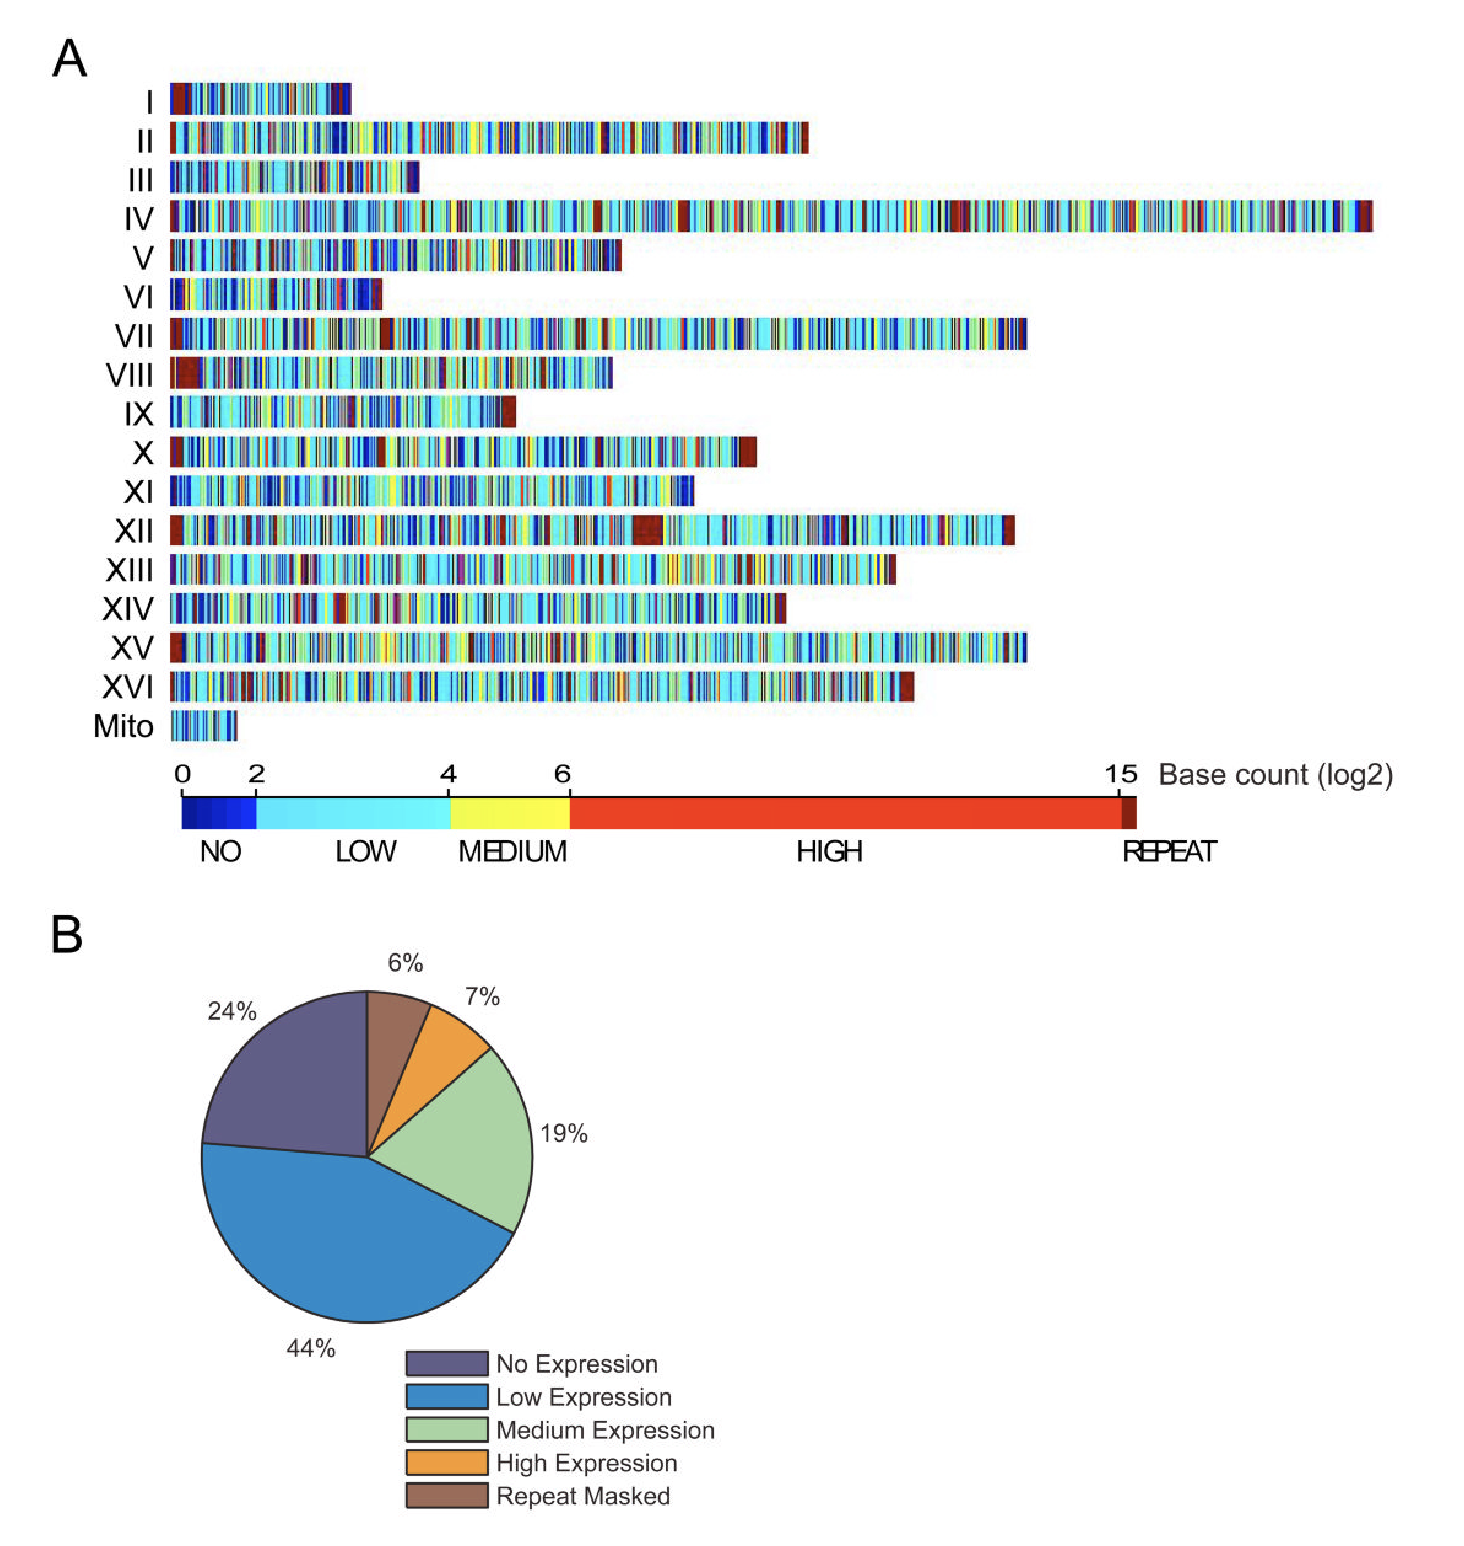 A
I
II
III
IV
V
VI
VII
VIII
IX
X
XI
XII
XIII
XIV
XV
XVI
Mito
0 2 4 6 15 Base count (log2)
NO LOW MEDIUM HIGH REPEAT
B
6%
7%
24%
19%
44%
No Expression
Low Expression
Medium Expression
High Expression
Repeat Masked